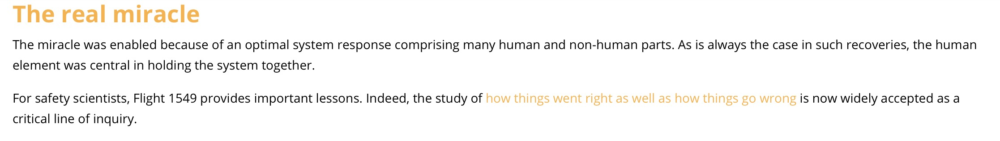 The real miracle
The miracle was enabled because of an optimal system response comprising many human and non-human parts. As is always the case in such recoveries, the human
element was central in holding the system together.
For safety scientists, Flight 1549 provides important lessons. Indeed, the study of how things went right as well as how things go wrong is now widely accepted as a
critical line of inquiry.